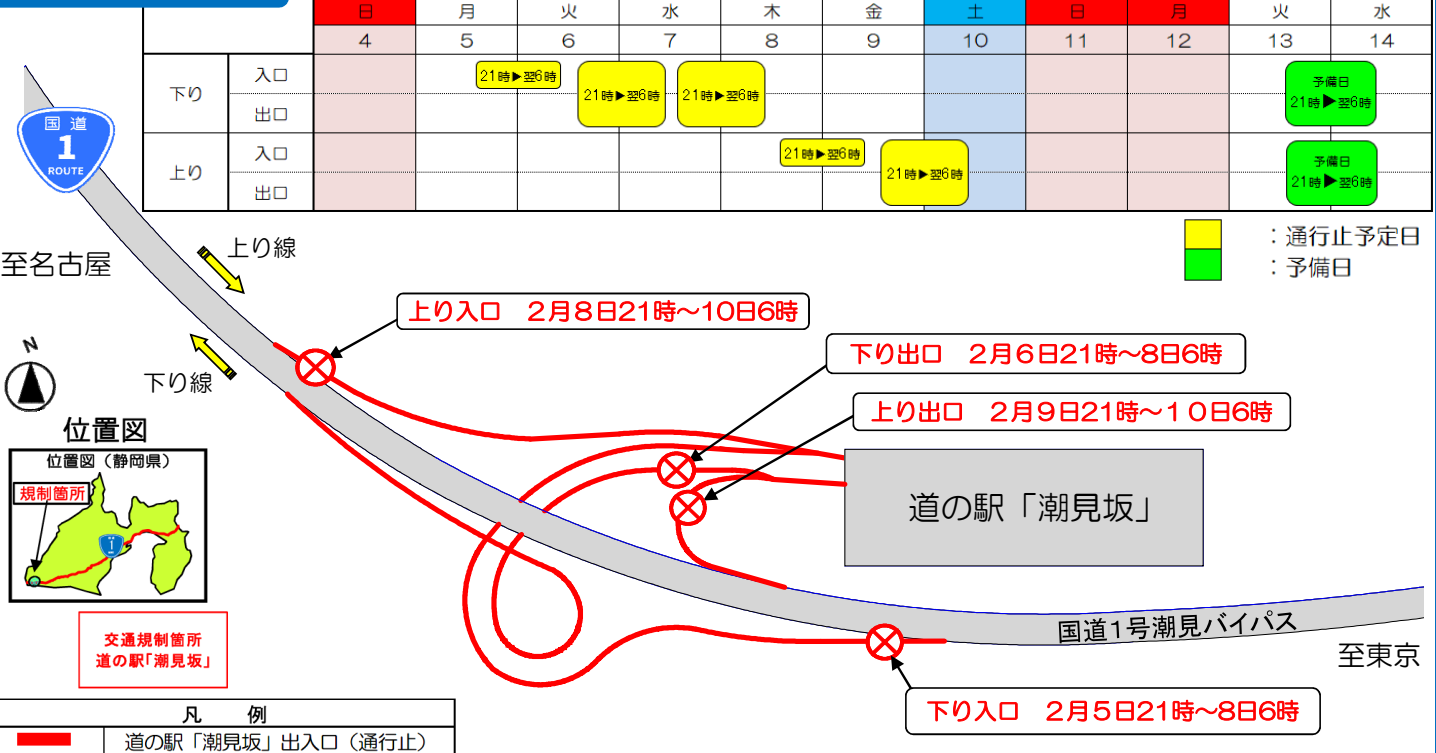 日 月 火 水 木 金 土 日 月 火 水
4 5 6 7 8 9 10 11 12 13 14
下り 入口 21時▶翌6時 21時▶翌6時 21時▶翌6時 予備日 21時▶翌6時
出口
上り 入口 21時▶翌6時 21時▶翌6時 予備日 21時▶翌6時
出口
：通行止予定日
：予備日
国道
1
ROUTE
至名古屋
上り線
下り線
上り入口　2月8日21時～10日6時
下り出口　2月6日21時～8日6時
上り出口　2月9日21時～１０日6時
N
位置図
位置図（静岡県）
規制箇所
1
道の駅「潮見坂」
国道1号潮見バイパス
至東京
交通規制箇所
道の駅「潮見坂」
下り入口　2月5日21時～8日6時
凡　例
道の駅「潮見坂」出入口（通行止）